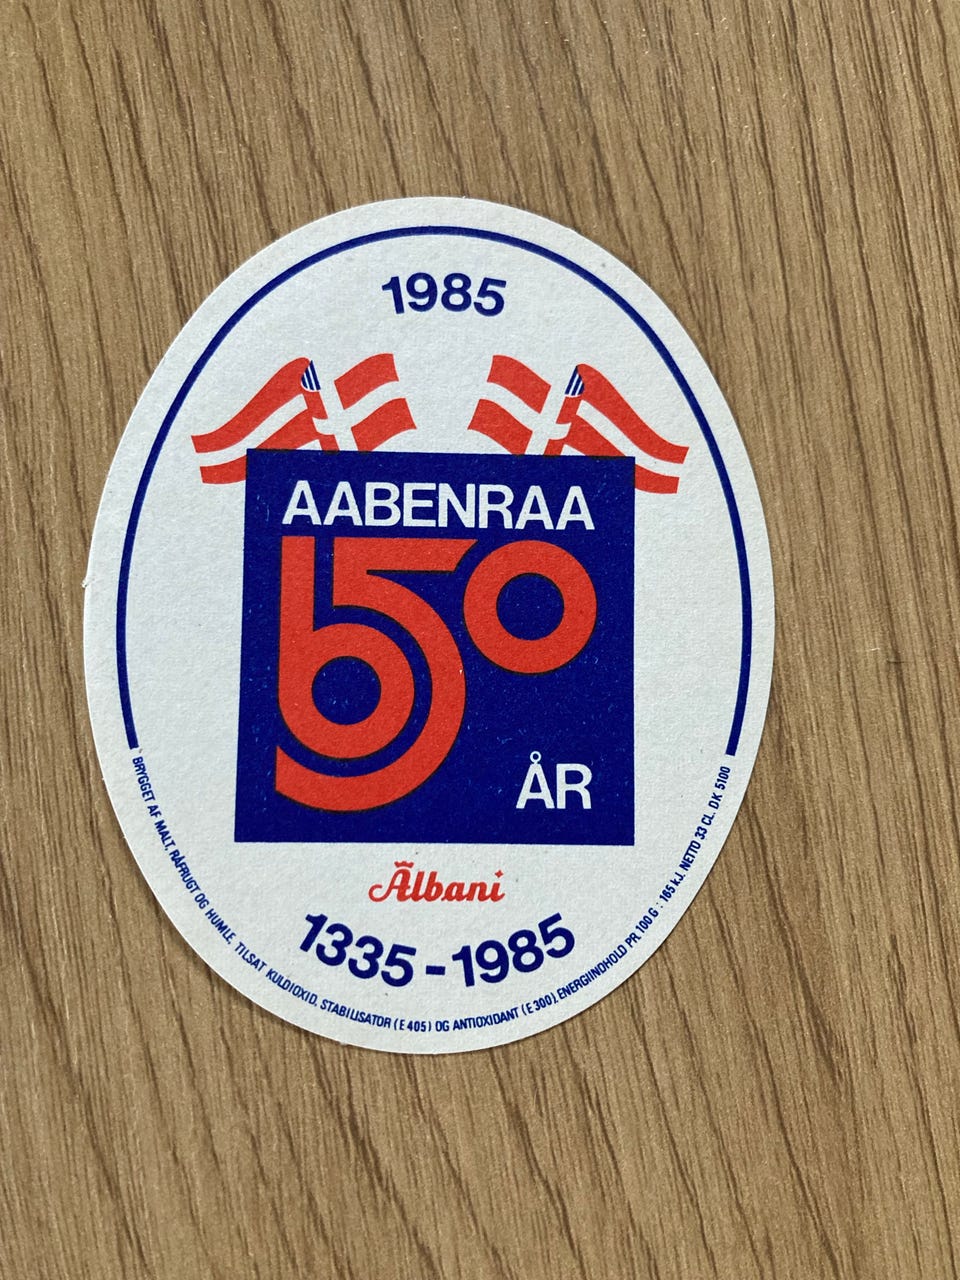 1985
AABENRAA
650
ÅR
Albani
1335-1985
BRYGGET AF MALT, RÅFRUGT OG HUMLE, TILSAT KULDIOXID, STABILISATOR (E 405) OG ANTIOXIDANT (E 300). ENERGIINDHOLD PR. 100 G : 165 kJ. NETTO 33 CL. DK 5100